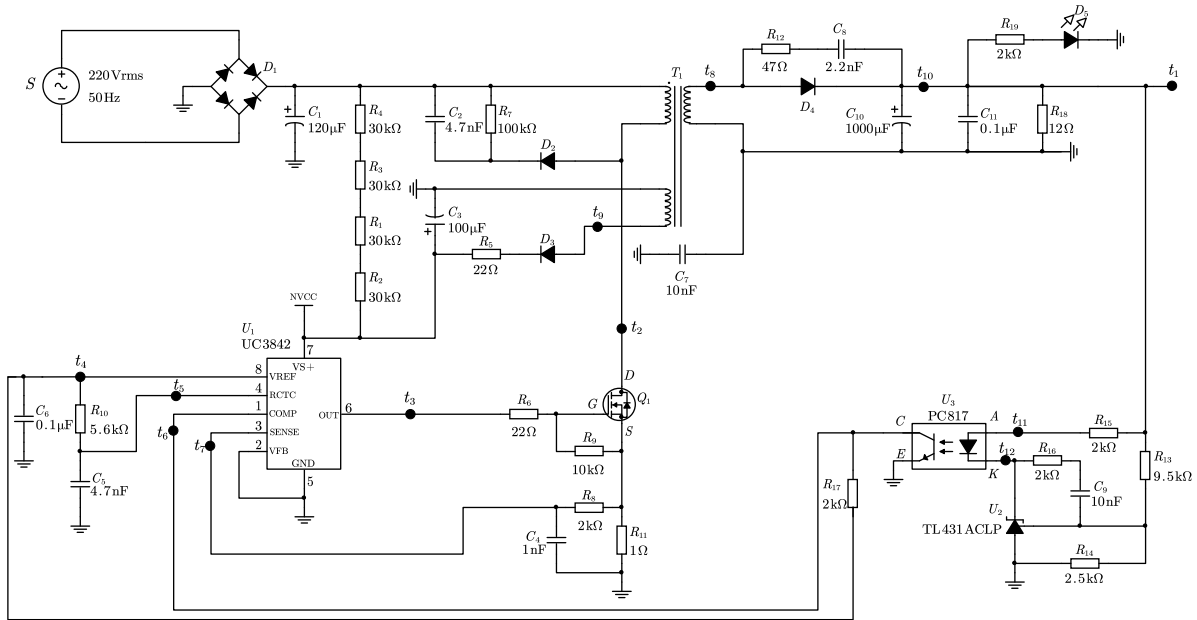 S
220Vrms
50Hz
D1
C1
120μF
R4
30kΩ
R3
30kΩ
R1
30kΩ
R2
30kΩ
C2
4.7nF
R7
100kΩ
D2
C3
100μF
R5
22Ω
D3
t9
T1
t8
R12
47Ω
C8
2.2nF
D4
t10
C10
1000μF
R19
2kΩ
D5
C11
0.1μF
R18
12Ω
t1
C7
10nF
t2
NVCC
U1
UC3842
7
VS+
8
VREF
4
RCTC
1
COMP
3
SENSE
2
VFB
OUT
6
GND
5
t4
t5
t6
t7
C6
0.1μF
R10
5.6kΩ
C5
4.7nF
t3
R6
22Ω
D
G
S
Q1
R9
10kΩ
R8
2kΩ
C4
1nF
R11
1Ω
U3
PC817
C
A
E
K
t11
t12
R15
2kΩ
R16
2kΩ
C9
10nF
R13
9.5kΩ
R17
2kΩ
U2
TL431ACLP
R14
2.5kΩ